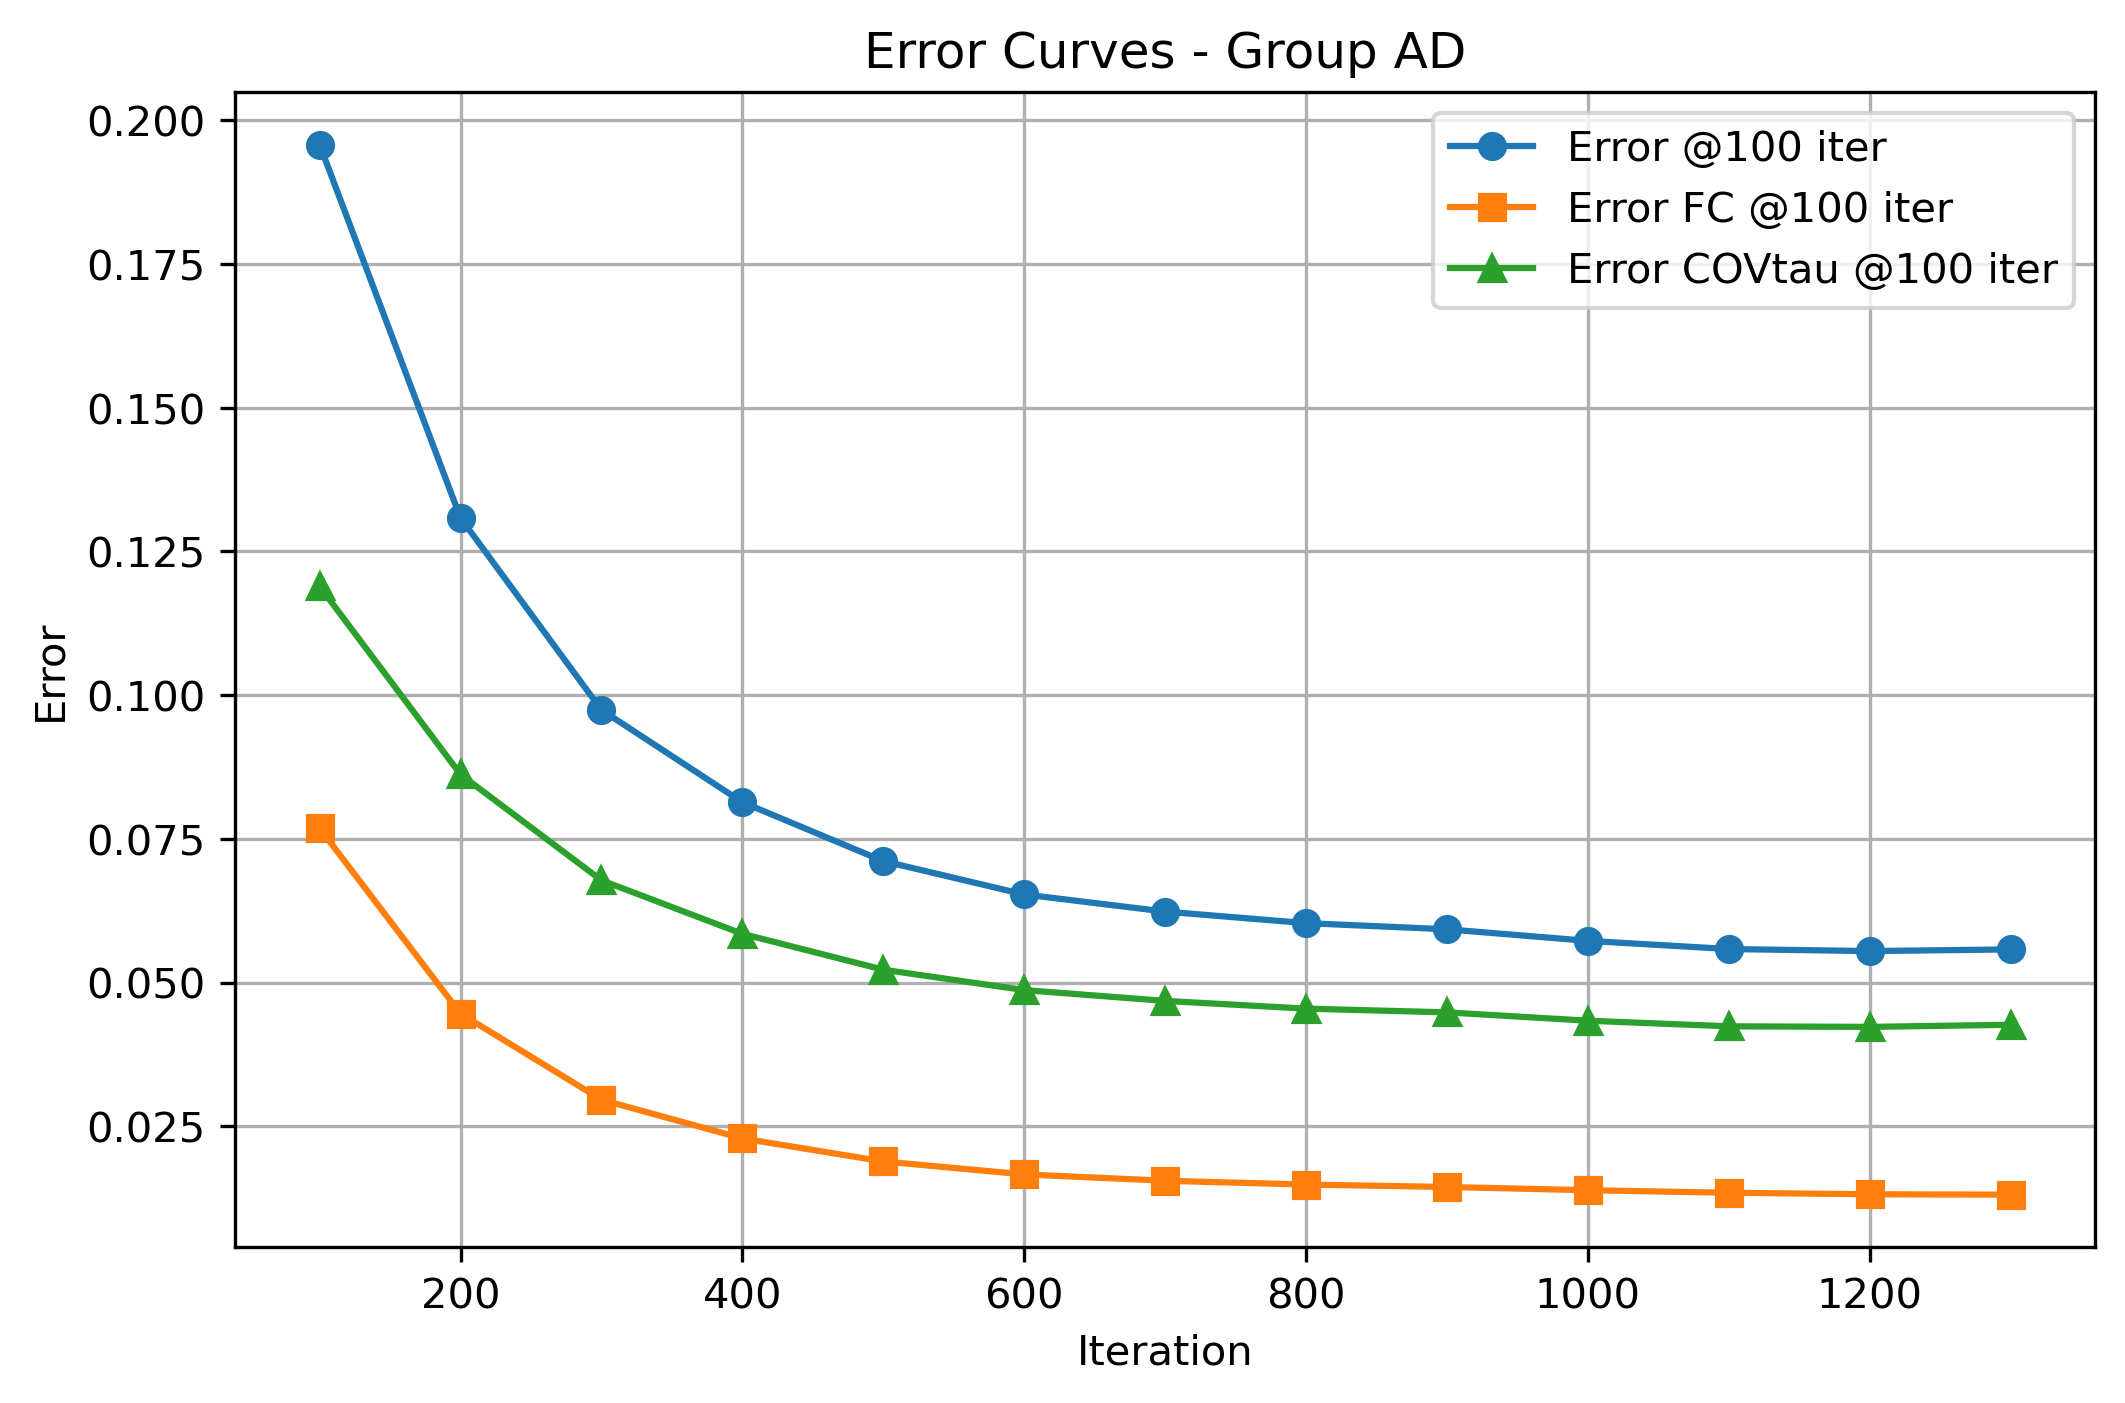 Error Curves - Group AD
Error @100 iter
Error FC @100 iter
Error COVtau @100 iter
0.200
0.175
0.150
0.125
0.100
0.075
0.050
0.025
Error
200 400 600 800 1000 1200
Iteration